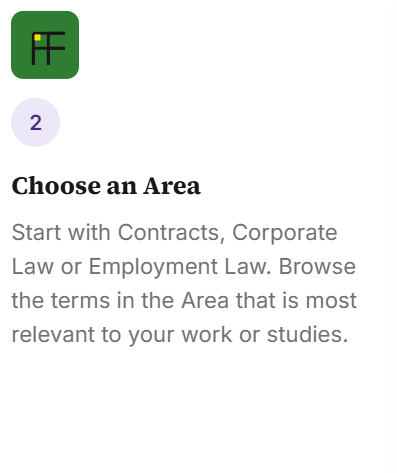 2
Choose an Area
Start with Contracts, Corporate
Law or Employment Law. Browse
the terms in the Area that is most
relevant to your work or studies.